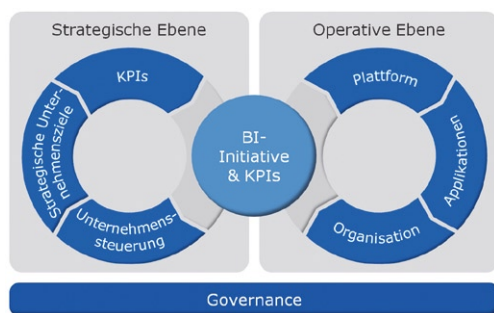 Strategische Ebene
Operative Ebene
KPIs
Strategische Unter-
nehmensziele
Unternehmens-
steuerung
BI-
Initiative
& KPIs
Plattform
Applikationen
Organisation
Governance